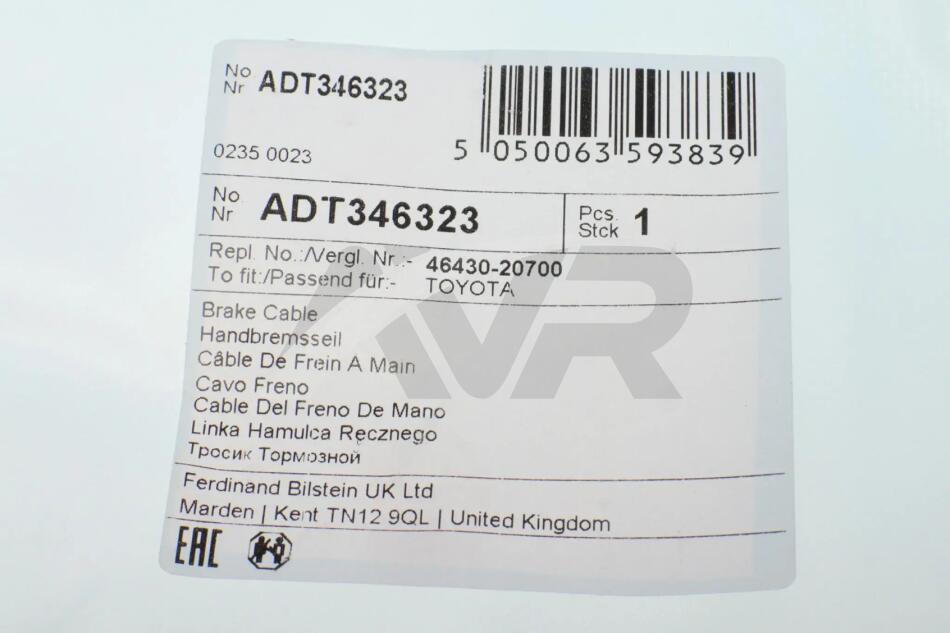 No
Nr ADT346323
0235 0023
5 050063 593839
No.
Nr ADT346323
Pcs.
Stck 1
Repl. No.:/Vergl. Nr.:- 46430-20700
To fit:/Passend für:- TOYOTA
Brake Cable
Handbremsseil
Câble De Frein A Main
Cavo Freno
Cable Del Freno De Mano
Linka Hamulca Ręcznego
Тросик Тормозной
Ferdinand Bilstein UK Ltd
Marden | Kent TN12 9QL | United Kingdom
EAC
VR